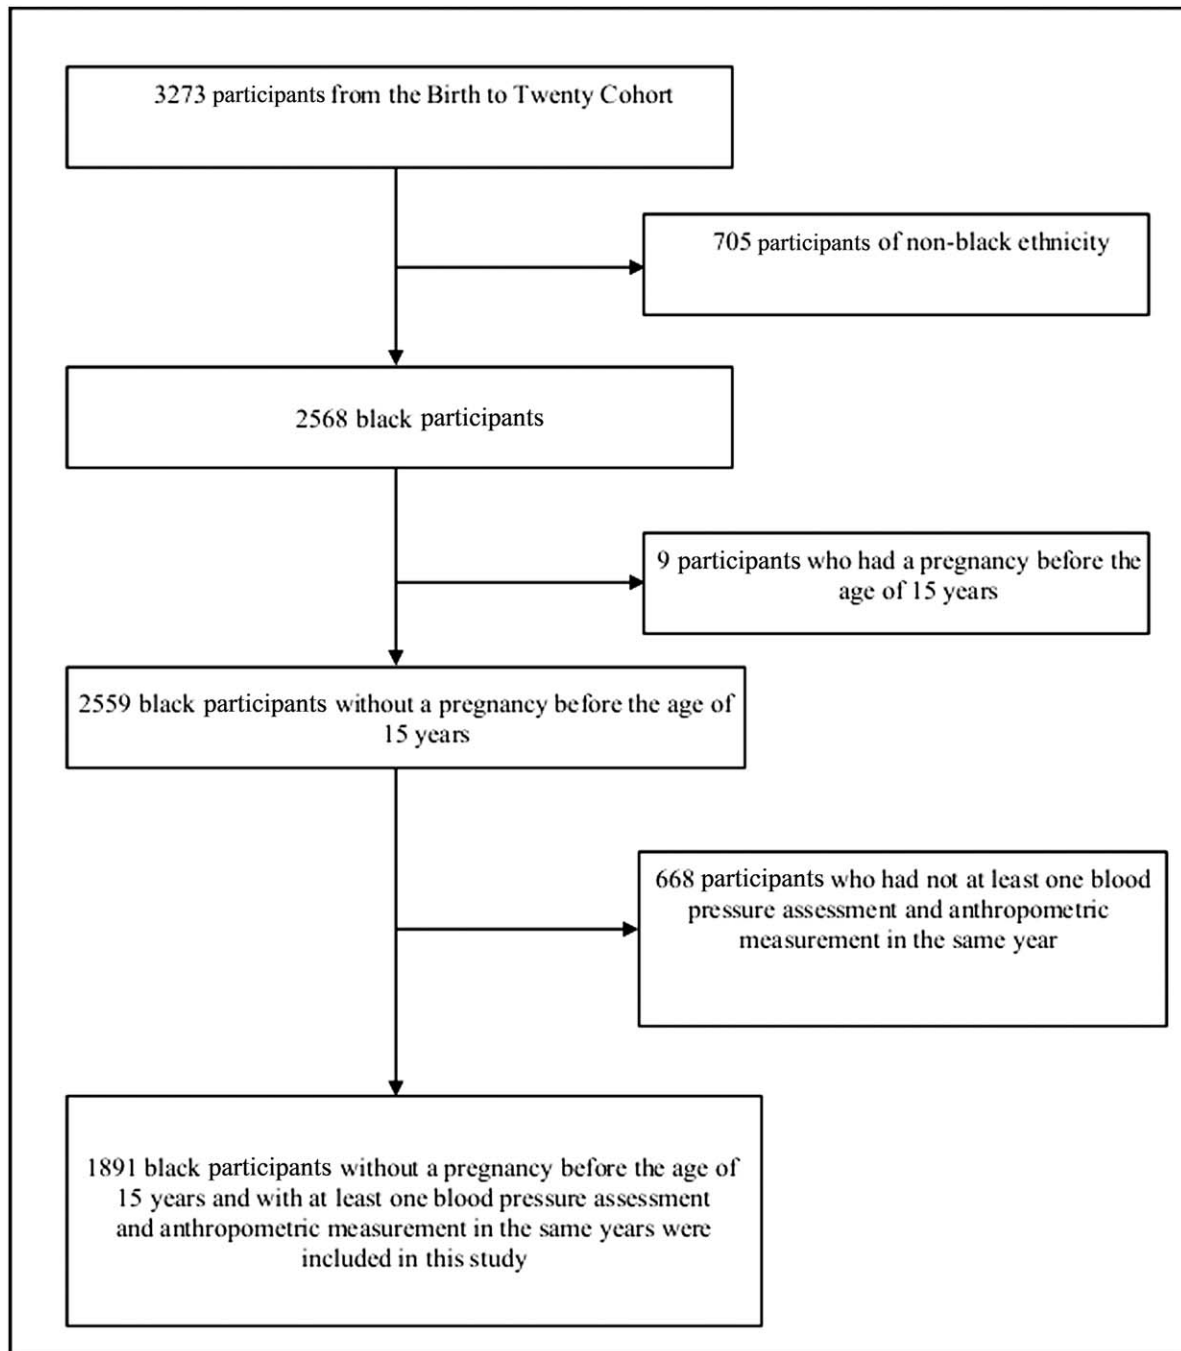 3273 participants from the Birth to Twenty Cohort
705 participants of non-black ethnicity
2568 black participants
9 participants who had a pregnancy before the
age of 15 years
2559 black participants without a pregnancy before the age of
15 years
668 participants who had not at least one blood
pressure assessment and anthropometric
measurement in the same year
1891 black participants without a pregnancy before the age of
15 years and with at least one blood pressure assessment
and anthropometric measurement in the same years were
included in this study